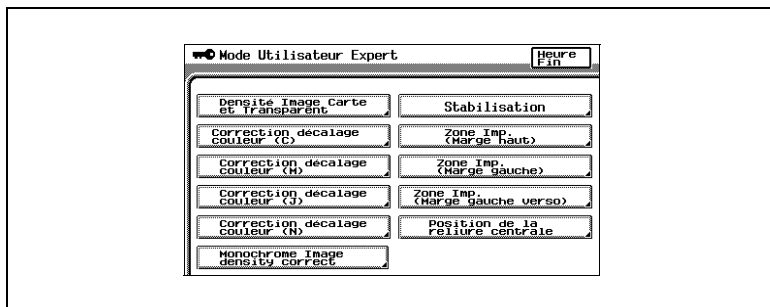 Mode Utilisateur Expert
Heure
Fin
Densité Image Carte
et Transparent
Correction décalage
couleur (C)
Correction décalage
couleur (M)
Correction décalage
couleur (J)
Correction décalage
couleur (N)
Monochrome Image
density correct
Stabilisation
Zone Imp.
(Marge haut)
Zone Imp.
(Marge gauche)
Zone Imp.
(Marge gauche verso)
Position de la
reliure centrale